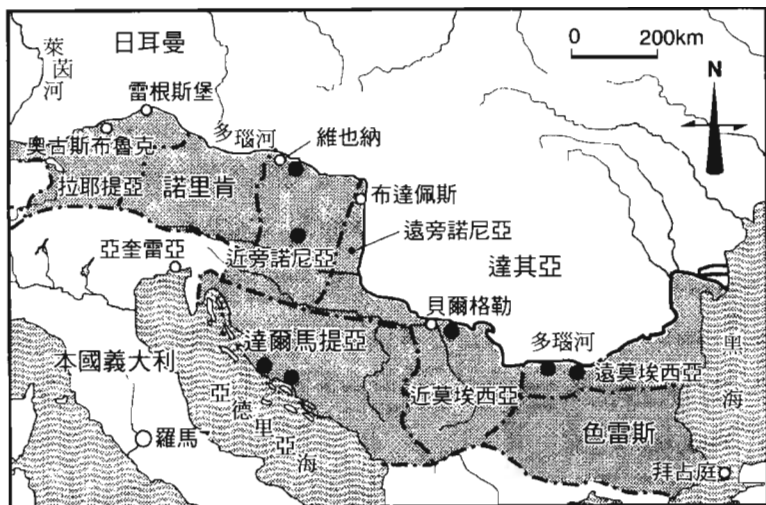 日耳曼
萊茵河
雷根斯堡
0 200km
N
多瑙河
維也納
奧古斯布魯克
拉耶提亞
諾里肯
布達佩斯
遠旁諾尼亞
近旁諾尼亞
亞奎雷亞
達其亞
貝爾格勒
多瑙河
達爾馬提亞
本國義大利
近莫埃西亞
遠莫埃西亞
黑海
亞德里亞海
羅馬
色雷斯
拜占庭